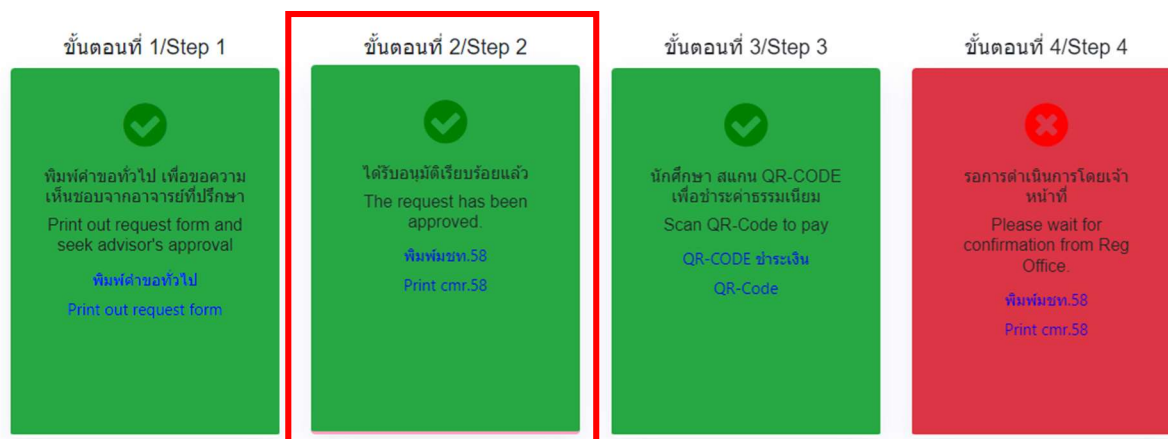 ขั้นตอนที่ 1/Step 1
พิมพ์คำขอทั่วไป เพื่อขอความ
เห็นชอบจากอาจารย์ที่ปรึกษา
Print out request form and
seek advisor's approval
พิมพ์คำขอทั่วไป
Print out request form
ขั้นตอนที่ 2/Step 2
ได้รับอนุมัติเรียบร้อยแล้ว
The request has been
approved.
พิมพ์มชท.58
Print cmr.58
ขั้นตอนที่ 3/Step 3
นักศึกษา สแกน QR-CODE
เพื่อชำระค่าธรรมเนียม
Scan QR-Code to pay
QR-CODE ชำระเงิน
QR-Code
ขั้นตอนที่ 4/Step 4
รอการดำเนินการโดยเจ้า
หน้าที่
Please wait for
confirmation from Reg
Office.
พิมพ์มชท.58
Print cmr.58